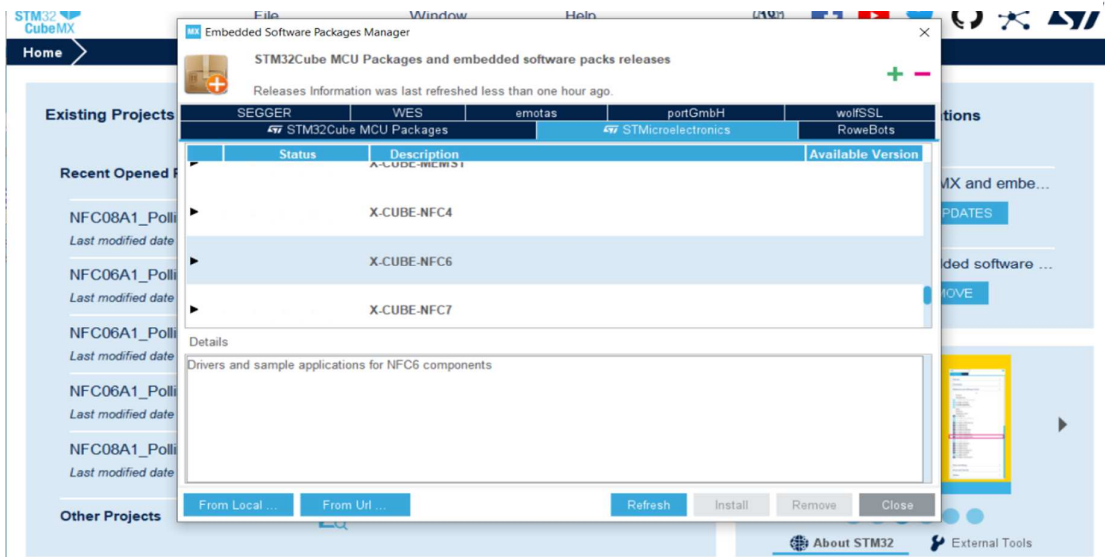 STM32
CubeMX
File Window Help
Home
MX Embedded Software Packages Manager
STM32Cube MCU Packages and embedded software packs releases
Releases Information was last refreshed less than one hour ago.
SEGGER WES emotas portGmbH wolfSSL
STM32Cube MCU Packages STMicroelectronics RoweBots
Status Description Available Version
X-CUBE-MEMS1
X-CUBE-NFC4
X-CUBE-NFC6
X-CUBE-NFC7
Details
Drivers and sample applications for NFC6 components
From Local ... From Url ... Refresh Install Remove Close
Existing Projects
Recent Opened P
NFC08A1_Polli
Last modified date
NFC06A1_Polli
Last modified date
NFC06A1_Polli
Last modified date
NFC06A1_Polli
Last modified date
NFC08A1_Polli
Last modified date
Other Projects
tions
MX and embe...
PDATES
dded software ...
MOVE
About STM32 External Tools